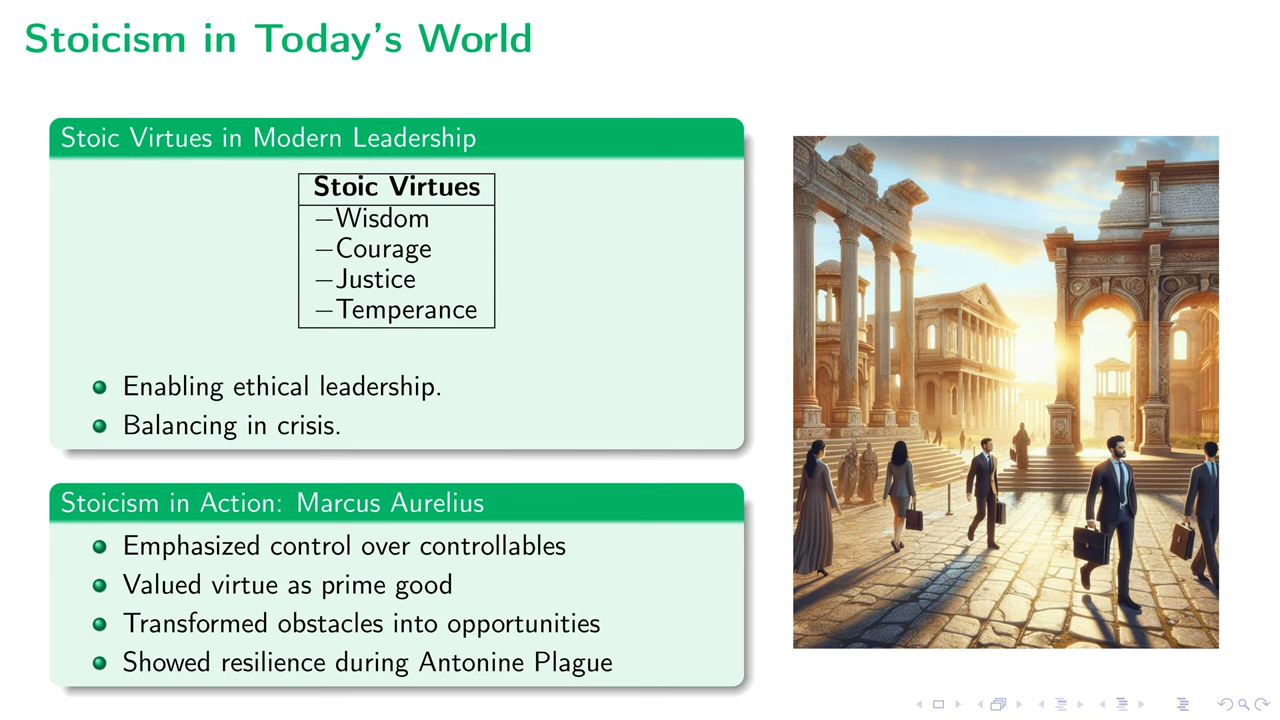 Stoicism in Today's World
Stoic Virtues in Modern Leadership
Stoic Virtues
−Wisdom
−Courage
−Justice
−Temperance
Enabling ethical leadership.
Balancing in crisis.
Stoicism in Action: Marcus Aurelius
Emphasized control over controllables
Valued virtue as prime good
Transformed obstacles into opportunities
Showed resilience during Antonine Plague